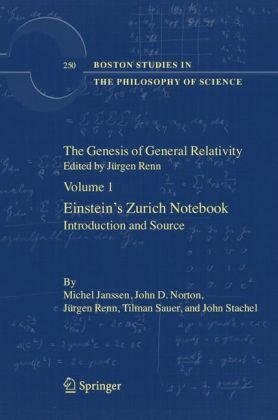 250
BOSTON STUDIES IN
THE PHILOSOPHY OF SCIENCE
The Genesis of General Relativity
Edited by Jürgen Renn
Volume 1
Einstein's Zurich Notebook
Introduction and Source
By
Michel Janssen, John D. Norton,
Jürgen Renn, Tilman Sauer, and John Stachel
Springer